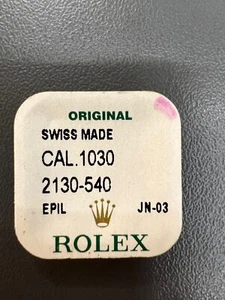 ORIGINAL
SWISS MADE
CAL.1030
2130-540
EPIL JN-03
ROLEX